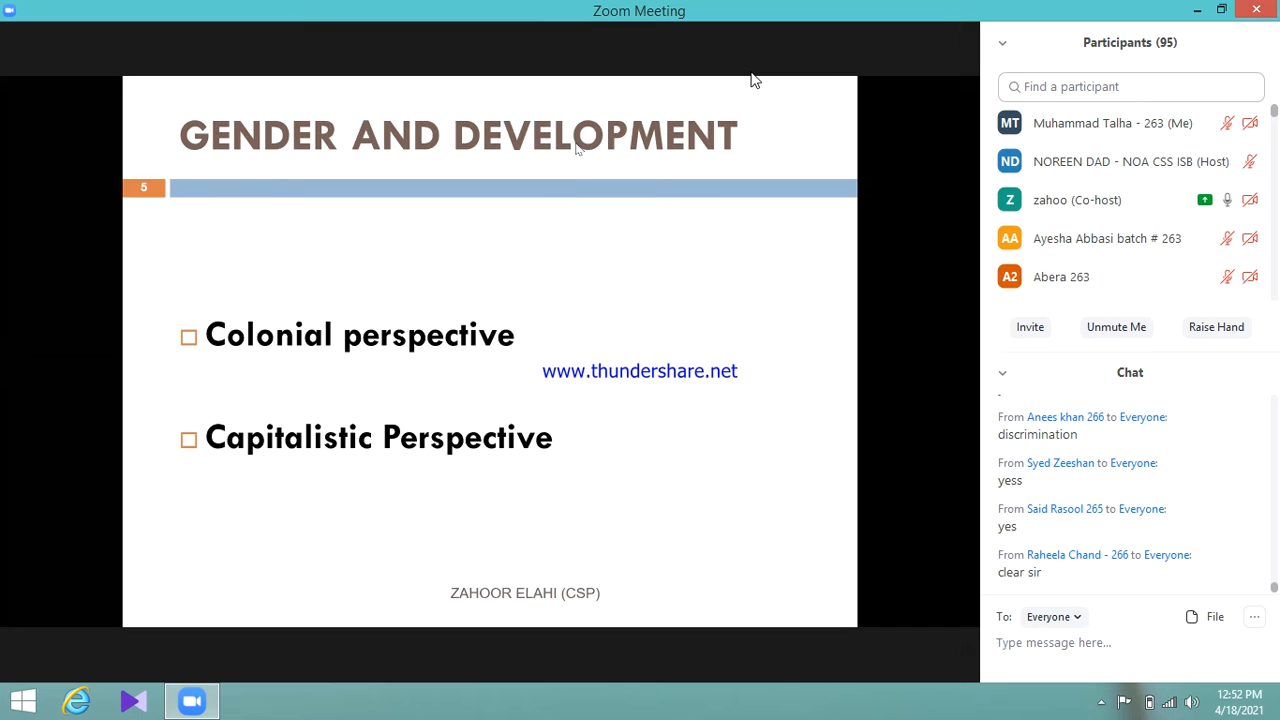 Zoom Meeting
GENDER AND DEVELOPMENT
5
Colonial perspective
www.thundershare.net
Capitalistic Perspective
ZAHOOR ELAHI (CSP)
Participants (95)
Find a participant
MT Muhammad Talha - 263 (Me)
ND NOREEN DAD - NOA CSS ISB (Host)
Z zahoo (Co-host)
AA Ayesha Abbasi batch # 263
A2 Abera 263
Invite Unmute Me Raise Hand
Chat
From Anees khan 266 to Everyone:
discrimination
From Syed Zeeshan to Everyone:
yess
From Said Rasool 265 to Everyone:
yes
From Raheela Chand - 266 to Everyone:
clear sir
To: Everyone File ...
Type message here...
12:52 PM
4/18/2021